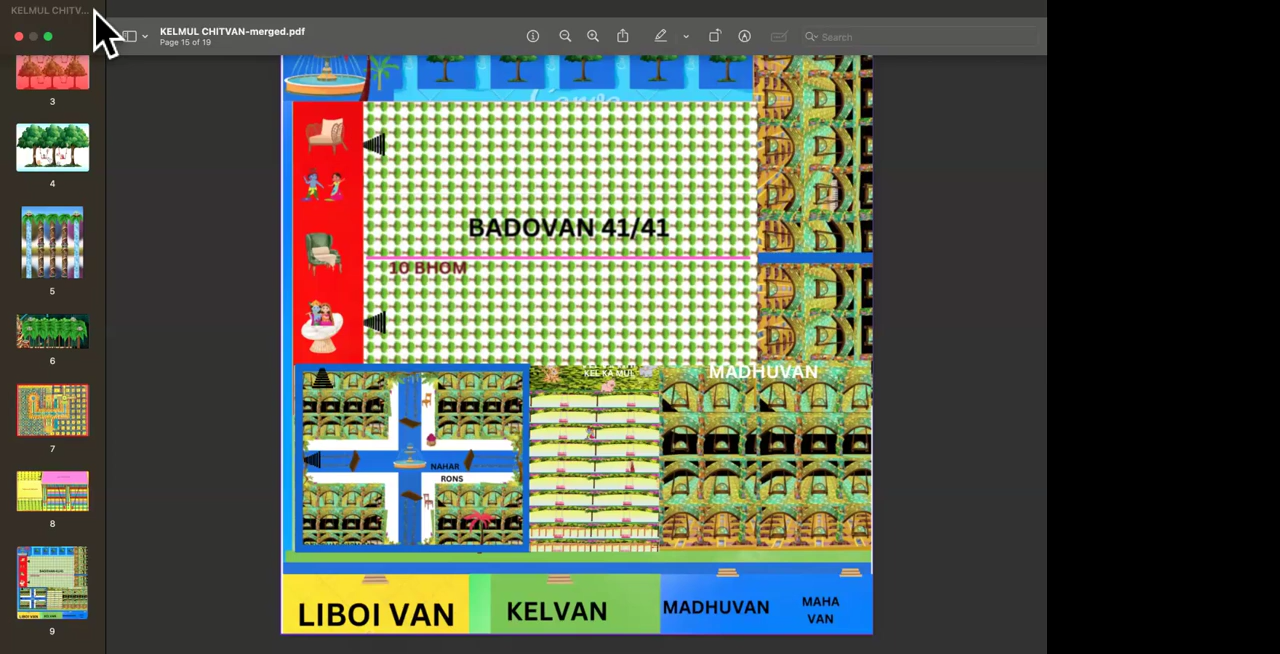 KELMUL CHITV...
KELMUL CHITVAN-merged.pdf
Page 15 of 19
Search
3
4
5
6
7
8
9
BADOVAN 41/41
10 BHOM
KEL KA MUL
MADHUVAN
NAHAR
RONS
LIBOI VAN
KELVAN
MADHUVAN
MAHA
VAN